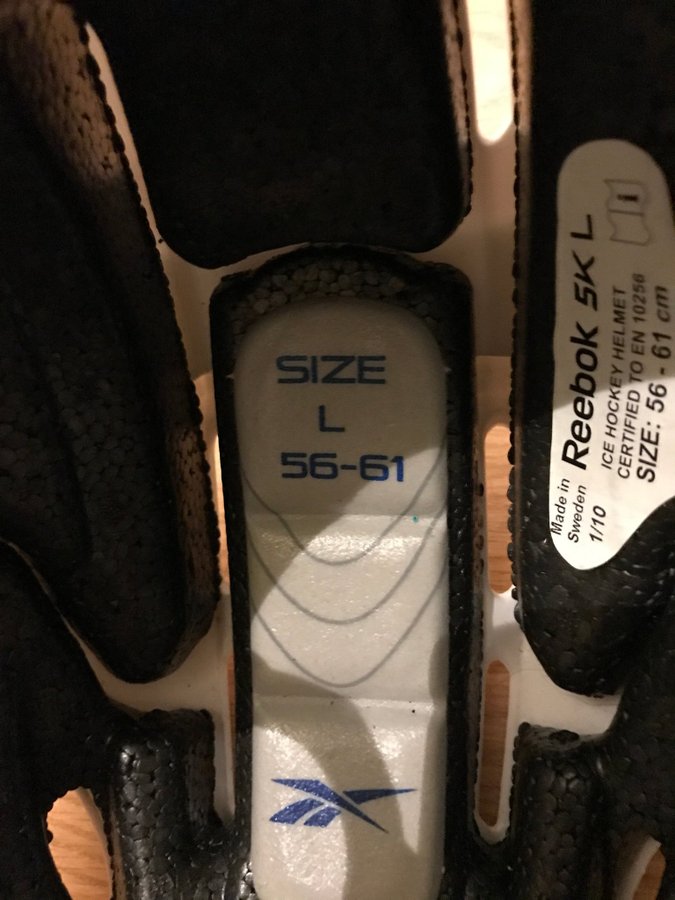 SIZE
L
56-61
Reebok 5K L
i
ICE HOCKEY HELMET
CERTIFIED TO EN 10256
SIZE: 56 - 61 cm
Made in
Sweden
1/10